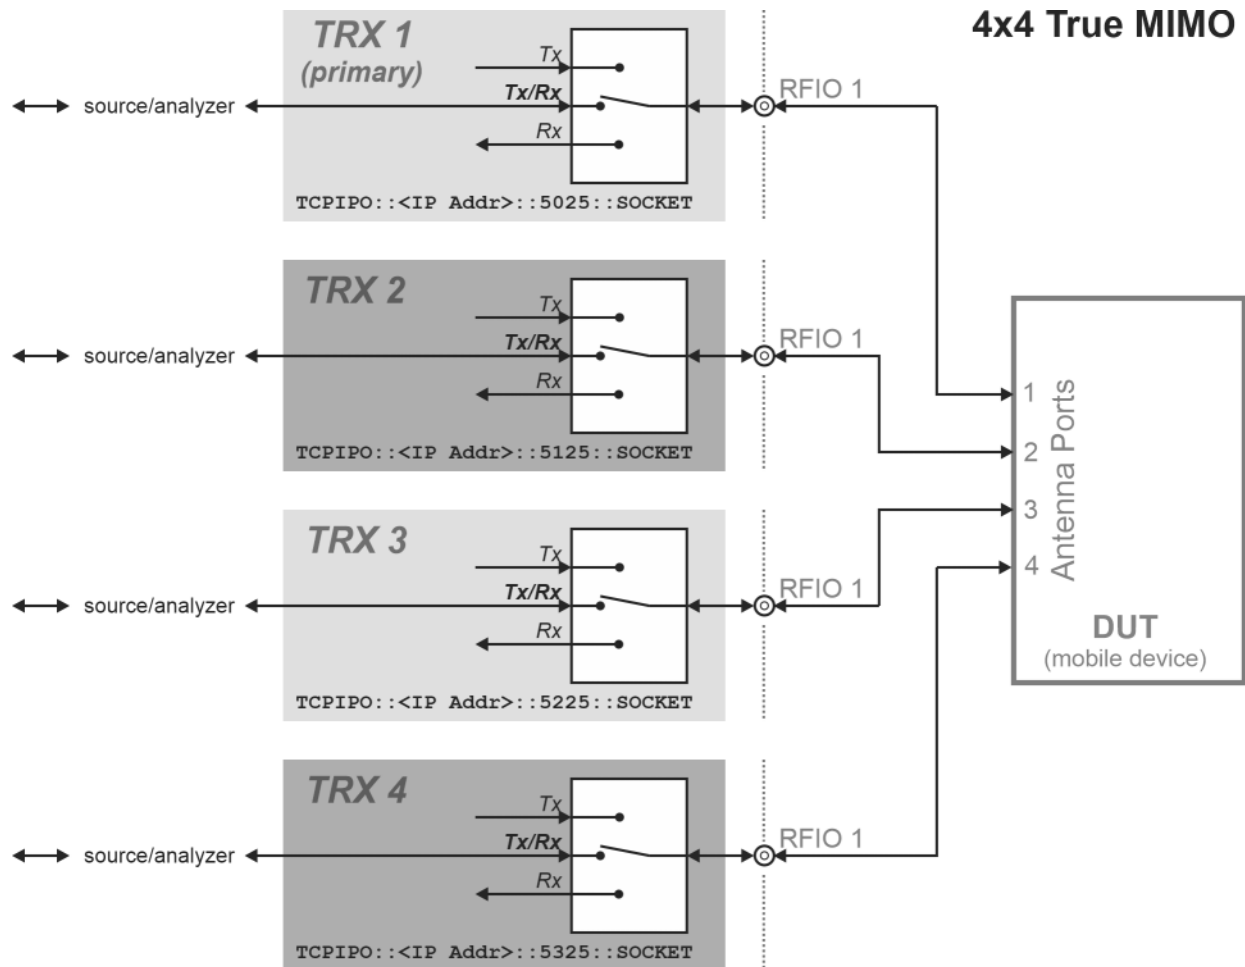 4x4 True MIMO
TRX 1
(primary)
Tx
Tx/Rx
Rx
source/analyzer
RFIO 1
TCPIPO::<IP Addr>::5025::SOCKET
TRX 2
Tx
Tx/Rx
Rx
source/analyzer
RFIO 1
TCPIPO::<IP Addr>::5125::SOCKET
TRX 3
Tx
Tx/Rx
Rx
source/analyzer
RFIO 1
TCPIPO::<IP Addr>::5225::SOCKET
TRX 4
Tx
Tx/Rx
Rx
source/analyzer
RFIO 1
TCPIPO::<IP Addr>::5325::SOCKET
1
2
3
4
Antenna Ports
DUT
(mobile device)